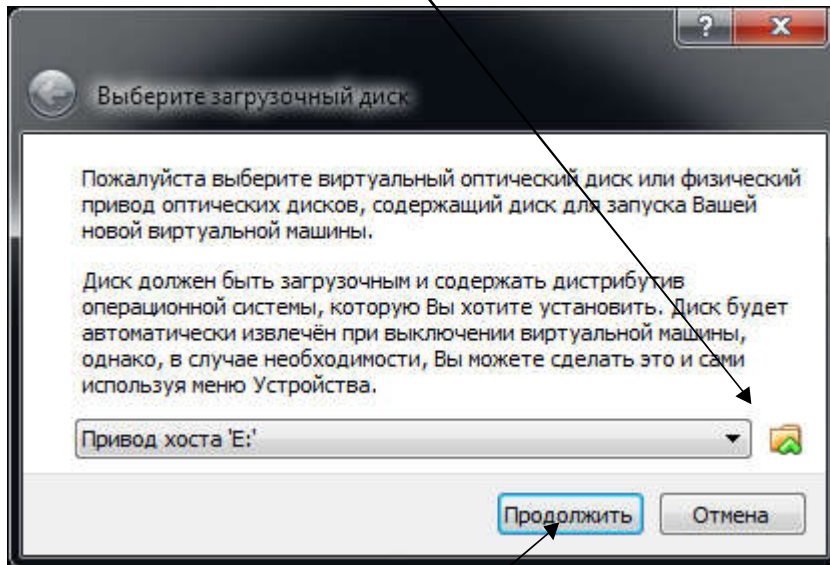 ?
X
Выберите загрузочный диск
Пожалуйста выберите виртуальный оптический диск или физический
привод оптических дисков, содержащий диск для запуска Вашей
новой виртуальной машины.
Диск должен быть загрузочным и содержать дистрибутив
операционной системы, которую Вы хотите установить. Диск будет
автоматически извлечён при выключении виртуальной машины,
однако, в случае необходимости, Вы можете сделать это и сами
используя меню Устройства.
Привод хоста 'E:'
Продолжить
Отмена